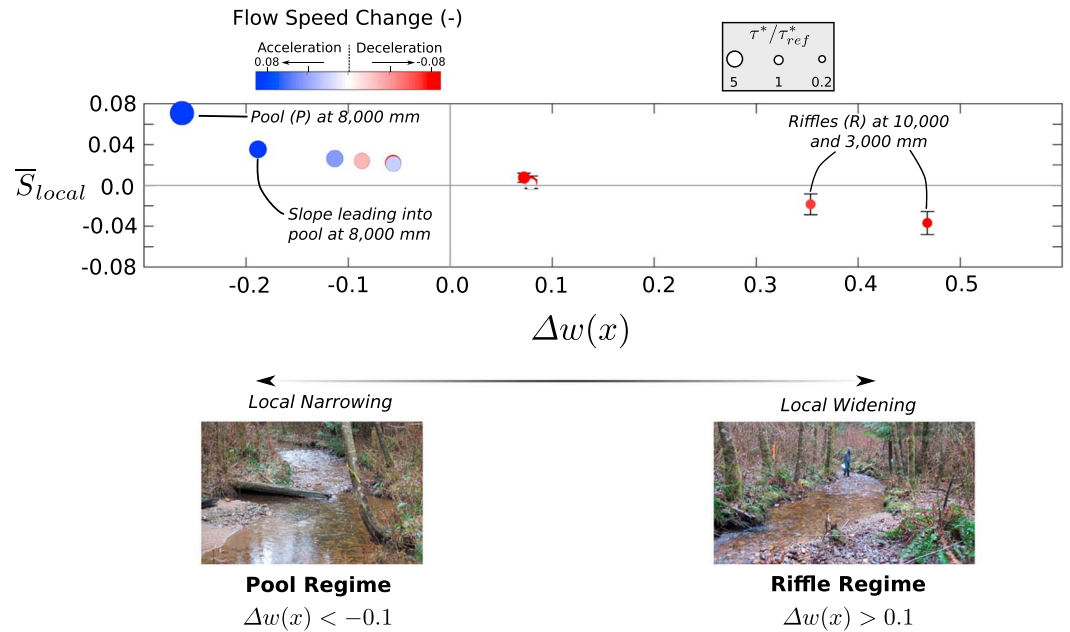 Flow Speed Change (-)
Acceleration Deceleration
0.08 -0.08
τ*/τ*ref
5 1 0.2
0.08
0.04
0.0
-0.04
-0.08
S̅local
Pool (P) at 8,000 mm
Slope leading into
pool at 8,000 mm
Riffles (R) at 10,000
and 3,000 mm
-0.2 -0.1 0.0 0.1 0.2 0.3 0.4 0.5
Δw(x)
Local Narrowing
Local Widening
Pool Regime
Δw(x) < −0.1
Riffle Regime
Δw(x) > 0.1